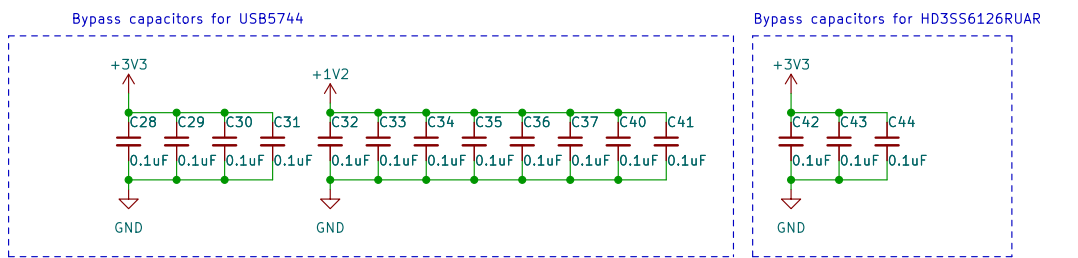 Bypass capacitors for USB5744
Bypass capacitors for HD3SS6126RUAR
+3V3
+1V2
+3V3
C28 C29 C30 C31 C32 C33 C34 C35 C36 C37 C40 C41 C42 C43 C44
0.1uF 0.1uF 0.1uF 0.1uF 0.1uF 0.1uF 0.1uF 0.1uF 0.1uF 0.1uF 0.1uF 0.1uF 0.1uF 0.1uF 0.1uF
GND GND GND